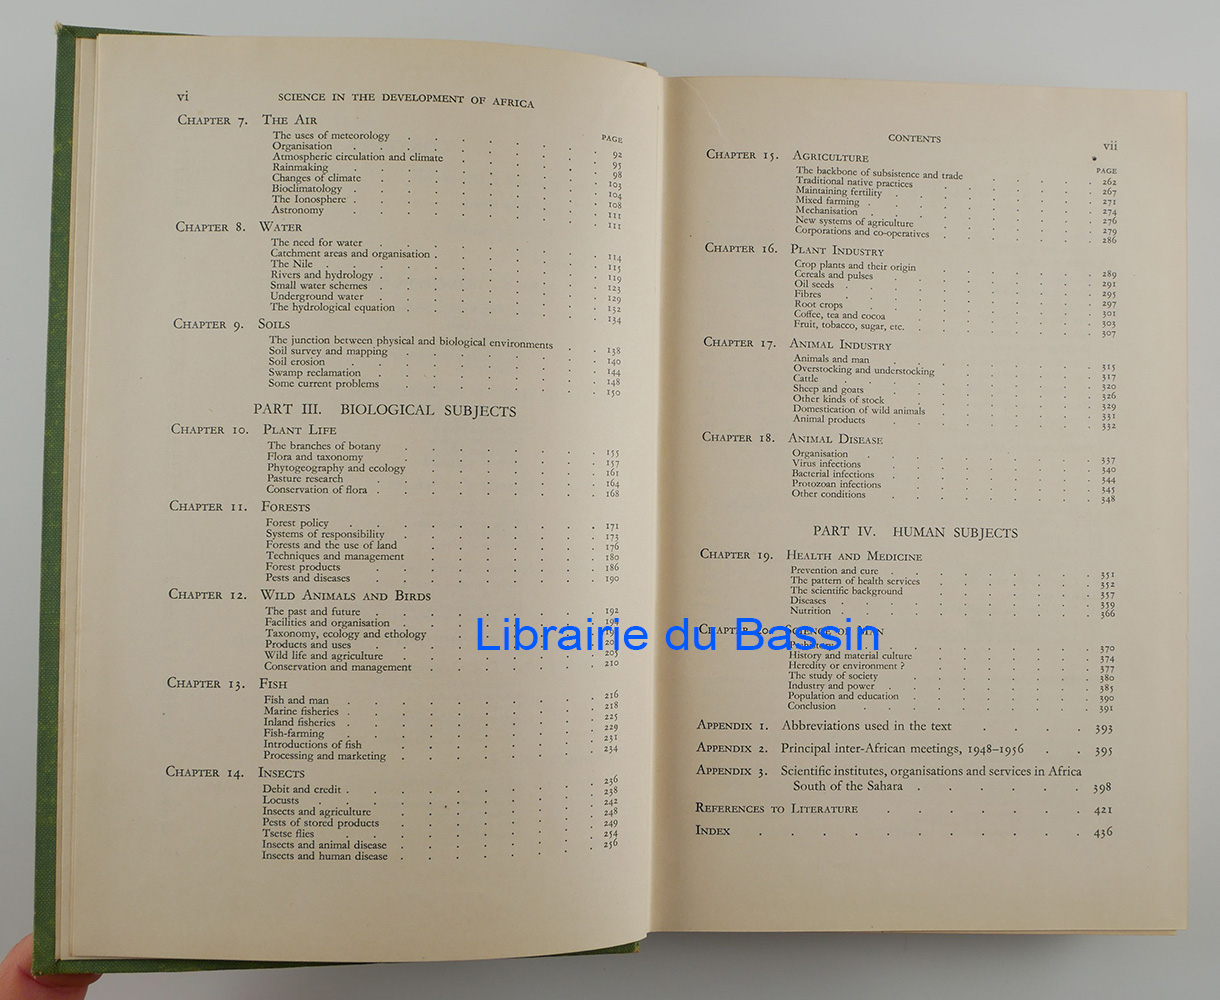 vi SCIENCE IN THE DEVELOPMENT OF AFRICA
CHAPTER 7. THE AIR
PAGE
The uses of meteorology 92
Organisation 95
Atmospheric circulation and climate 98
Rainmaking 103
Changes of climate 104
Bioclimatology 108
The Ionosphere 111
Astronomy 111
CHAPTER 8. WATER
The need for water 114
Catchment areas and organisation 115
The Nile 119
Rivers and hydrology 123
Small water schemes 129
Underground water 132
The hydrological equation 134
CHAPTER 9. SOILS
The junction between physical and biological environments 138
Soil survey and mapping 140
Soil erosion 144
Swamp reclamation 148
Some current problems 150
PART III. BIOLOGICAL SUBJECTS
CHAPTER 10. PLANT LIFE
The branches of botany 155
Flora and taxonomy 157
Phytogeography and ecology 161
Pasture research 164
Conservation of flora 168
CHAPTER 11. FORESTS
Forest policy 171
Systems of responsibility 173
Forests and the use of land 176
Techniques and management 180
Forest products 186
Pests and diseases 190
CHAPTER 12. WILD ANIMALS AND BIRDS
The past and future 192
Facilities and organisation
Taxonomy, ecology and ethology
Products and uses
Wild life and agriculture 205
Conservation and management 210
CHAPTER 13. FISH
Fish and man 216
Marine fisheries 218
Inland fisheries 225
Fish-farming 229
Introductions of fish 231
Processing and marketing 234
CHAPTER 14. INSECTS
Debit and credit 236
Locusts 238
Insects and agriculture 242
Pests of stored products 248
Tsetse flies 249
Insects and animal disease 254
Insects and human disease 256
CONTENTS vii
CHAPTER 15. AGRICULTURE
PAGE
The backbone of subsistence and trade 262
Traditional native practices 267
Maintaining fertility 271
Mixed farming 274
Mechanisation 276
New systems of agriculture 279
Corporations and co-operatives 286
CHAPTER 16. PLANT INDUSTRY
Crop plants and their origin 289
Cereals and pulses 291
Oil seeds 295
Fibres 297
Root crops 301
Coffee, tea and cocoa 303
Fruit, tobacco, sugar, etc. 307
CHAPTER 17. ANIMAL INDUSTRY
Animals and man 315
Overstocking and understocking 317
Cattle 320
Sheep and goats 326
Other kinds of stock 329
Domestication of wild animals 331
Animal products 332
CHAPTER 18. ANIMAL DISEASE
Organisation 337
Virus infections 340
Bacterial infections 344
Protozoan infections 345
Other conditions 348
PART IV. HUMAN SUBJECTS
CHAPTER 19. HEALTH AND MEDICINE
Prevention and cure 351
The pattern of health services 352
The scientific background 357
Diseases 359
Nutrition 366
CHAPTER 20. SCIENCE OF MAN
370
History and material culture 374
Heredity or environment ? 377
The study of society 380
Industry and power 385
Population and education 390
Conclusion 391
APPENDIX 1. Abbreviations used in the text 393
APPENDIX 2. Principal inter-African meetings, 1948–1956 395
APPENDIX 3. Scientific institutes, organisations and services in Africa
South of the Sahara 398
REFERENCES TO LITERATURE 421
INDEX 436
Librairie du Bassin